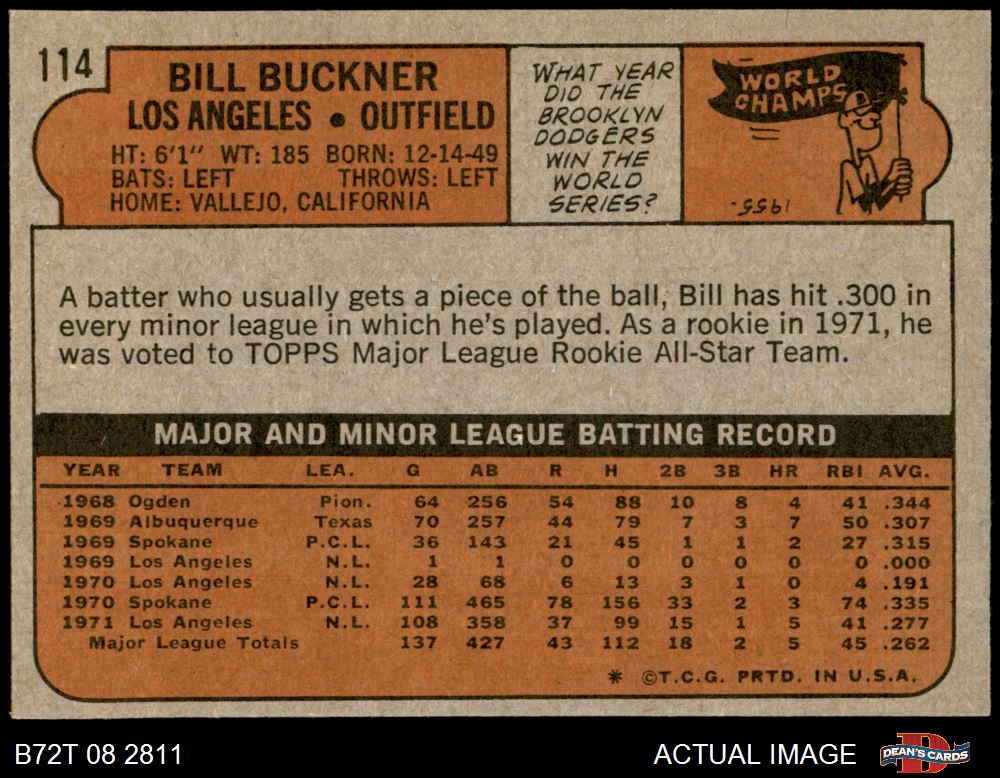 114
BILL BUCKNER
LOS ANGELES • OUTFIELD
HT: 6'1" WT: 185 BORN: 12-14-49
BATS: LEFT THROWS: LEFT
HOME: VALLEJO, CALIFORNIA
WHAT YEAR
DID THE
BROOKLYN
DODGERS
WIN THE
WORLD
SERIES?
WORLD
CHAMPS
1955.
A batter who usually gets a piece of the ball, Bill has hit .300 in
every minor league in which he's played. As a rookie in 1971, he
was voted to TOPPS Major League Rookie All-Star Team.
MAJOR AND MINOR LEAGUE BATTING RECORD
YEAR TEAM LEA. G AB R H 2B 3B HR RBI AVG.
1968 Ogden Pion. 64 256 54 88 10 8 4 41 .344
1969 Albuquerque Texas 70 257 44 79 7 3 7 50 .307
1969 Spokane P.C.L. 36 143 21 45 1 1 2 27 .315
1969 Los Angeles N.L. 1 1 0 0 0 0 0 0 .000
1970 Los Angeles N.L. 28 68 6 13 3 1 0 4 .191
1970 Spokane P.C.L. 111 465 78 156 33 2 3 74 .335
1971 Los Angeles N.L. 108 358 37 99 15 1 5 41 .277
Major League Totals 137 427 43 112 18 2 5 45 .262
* ©T.C.G. PRTD. IN U.S.A.
B72T 08 2811
ACTUAL IMAGE
D
DEAN'S CARDS